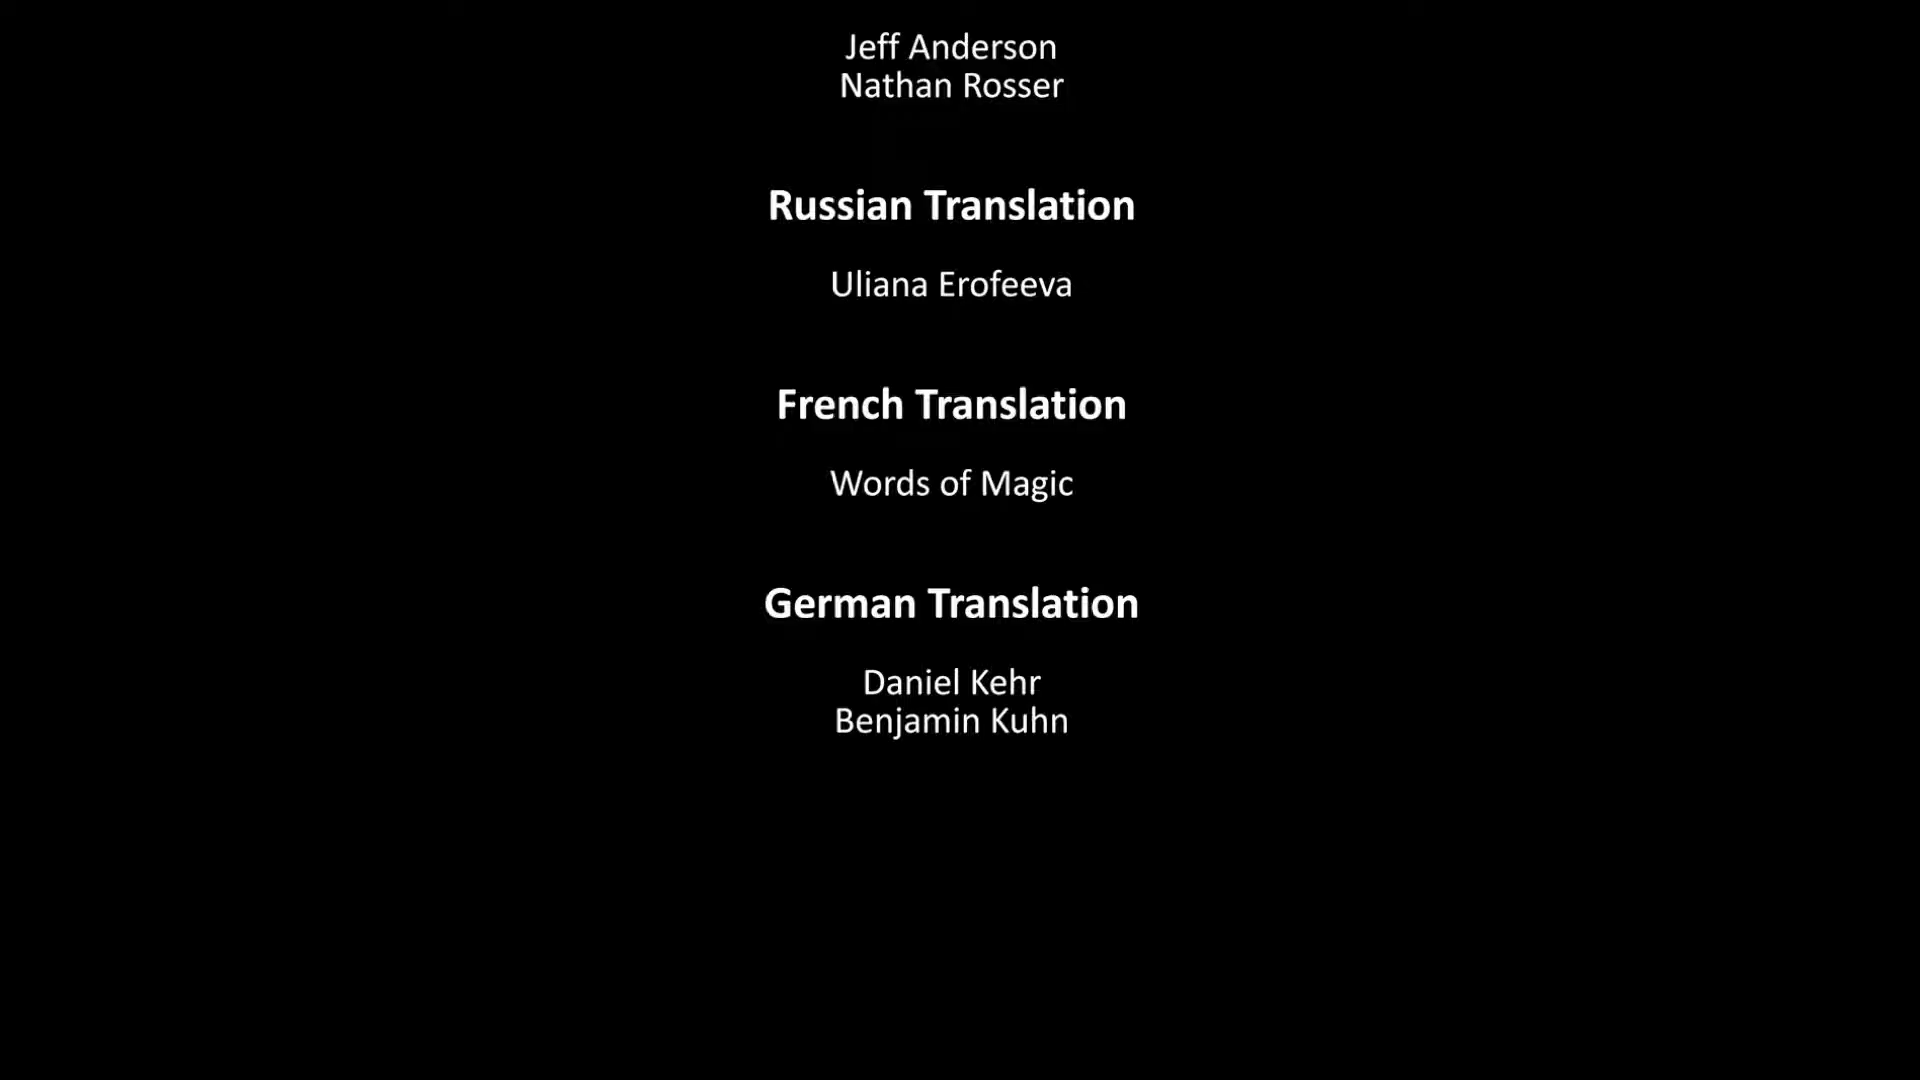 Jeff Anderson
Nathan Rosser
Russian Translation
Uliana Erofeeva
French Translation
Words of Magic
German Translation
Daniel Kehr
Benjamin Kuhn